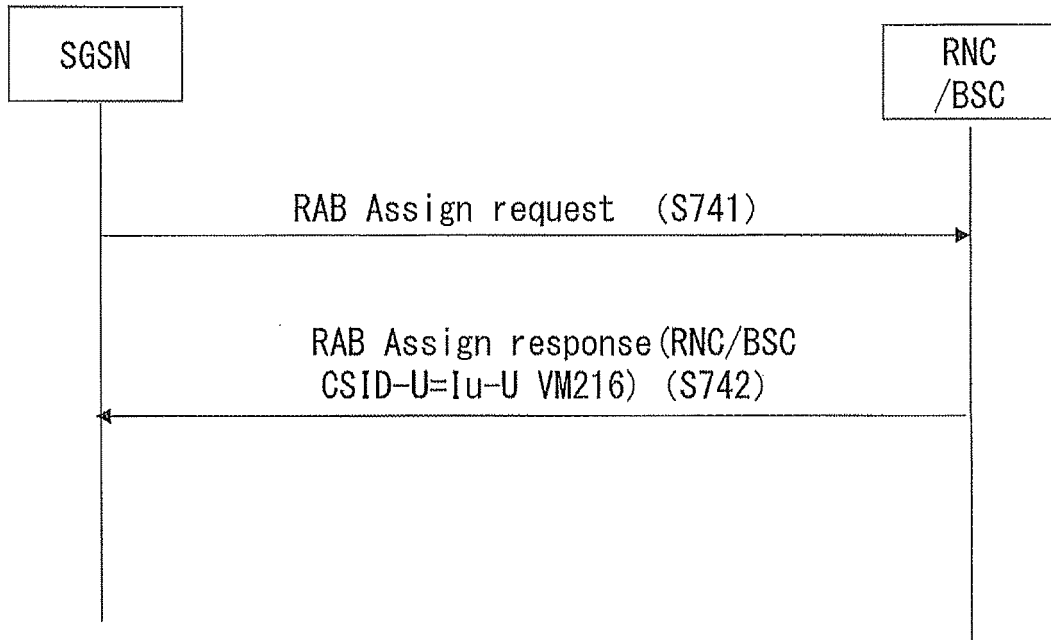 SGSN
RNC
/BSC
RAB Assign request (S741)
RAB Assign response(RNC/BSC
CSID-U=Iu-U VM216) (S742)